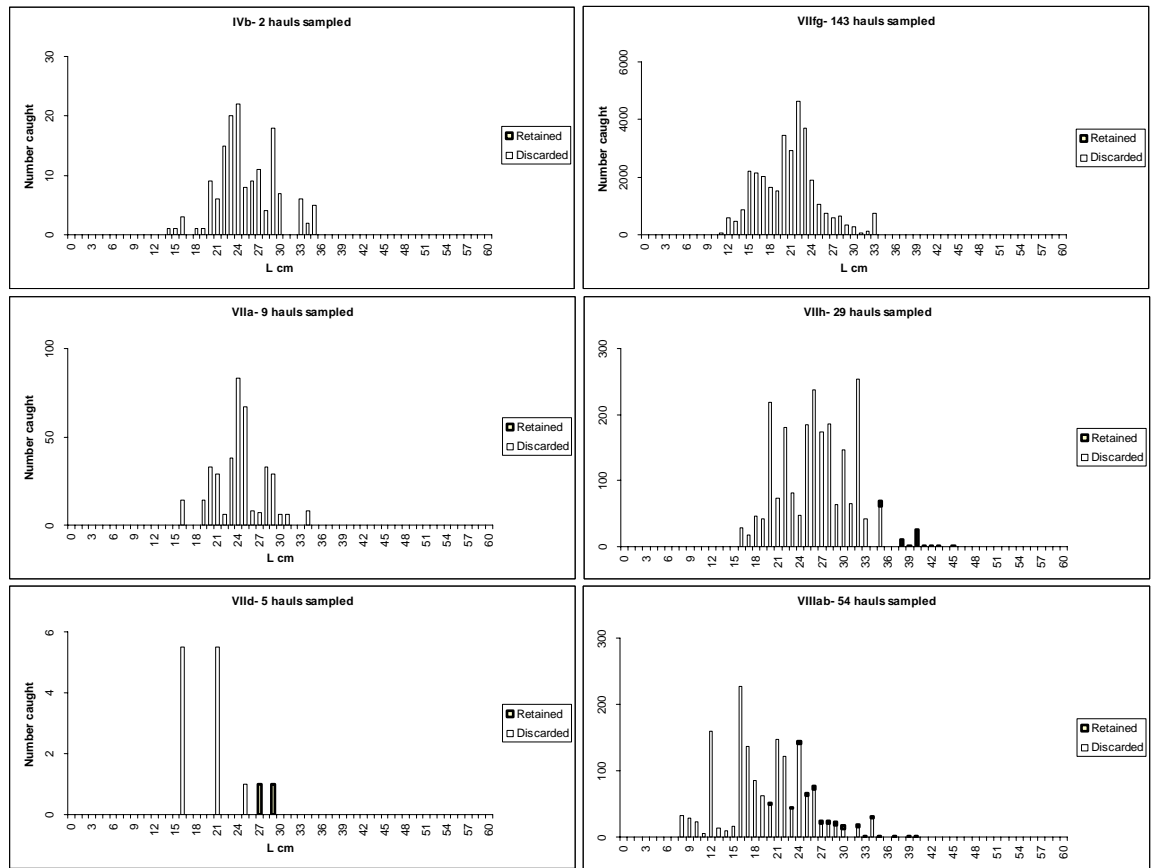 IVb- 2 hauls sampled
Number caught
30
20
10
0
0 3 6 9 12 15 18 21 24 27 30 33 36 39 42 45 48 51 54 57 60
L cm
Retained
Discarded
VIIfg- 143 hauls sampled
Number caught
6000
4000
2000
0
0 3 6 9 12 15 18 21 24 27 30 33 36 39 42 45 48 51 54 57 60
L cm
Retained
Discarded
VIIa- 9 hauls sampled
Number caught
100
50
0
0 3 6 9 12 15 18 21 24 27 30 33 36 39 42 45 48 51 54 57 60
L cm
Retained
Discarded
VIIh- 29 hauls sampled
300
200
100
0
0 3 6 9 12 15 18 21 24 27 30 33 36 39 42 45 48 51 54 57 60
Retained
Discarded
VIId- 5 hauls sampled
Number caught
6
4
2
0
0 3 6 9 12 15 18 21 24 27 30 33 36 39 42 45 48 51 54 57 60
L cm
Retained
Discarded
VIIIab- 54 hauls sampled
300
200
100
0
0 3 6 9 12 15 18 21 24 27 30 33 36 39 42 45 48 51 54 57 60
Retained
Discarded